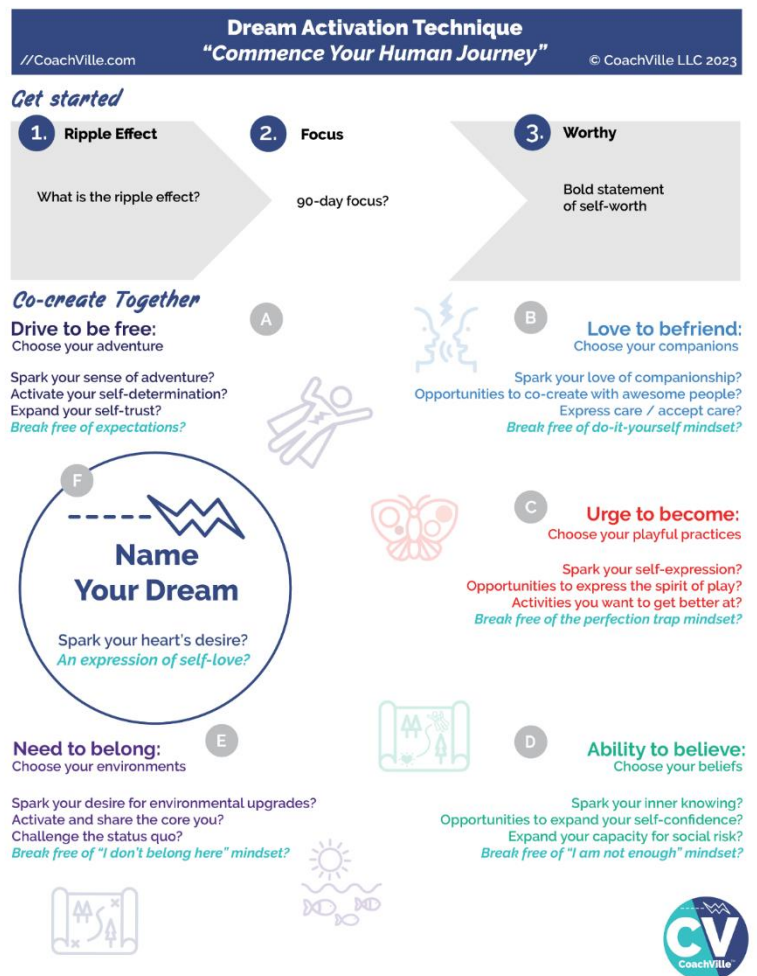 Dream Activation Technique
//CoachVille.com
"Commence Your Human Journey"
© CoachVille LLC 2023
Get started
1. Ripple Effect
What is the ripple effect?
2. Focus
90-day focus?
3. Worthy
Bold statement
of self-worth
Co-create Together
A
Drive to be free:
Choose your adventure
Spark your sense of adventure?
Activate your self-determination?
Expand your self-trust?
Break free of expectations?
B
Love to befriend:
Choose your companions
Spark your love of companionship?
Opportunities to co-create with awesome people?
Express care / accept care?
Break free of do-it-yourself mindset?
C
Urge to become:
Choose your playful practices
Spark your self-expression?
Opportunities to express the spirit of play?
Activities you want to get better at?
Break free of the perfection trap mindset?
D
Ability to believe:
Choose your beliefs
Spark your inner knowing?
Opportunities to expand your self-confidence?
Expand your capacity for social risk?
Break free of "I am not enough" mindset?
E
Need to belong:
Choose your environments
Spark your desire for environmental upgrades?
Activate and share the core you?
Challenge the status quo?
Break free of "I don't belong here" mindset?
F
Name
Your Dream
Spark your heart's desire?
An expression of self-love?
CV
CoachVille™